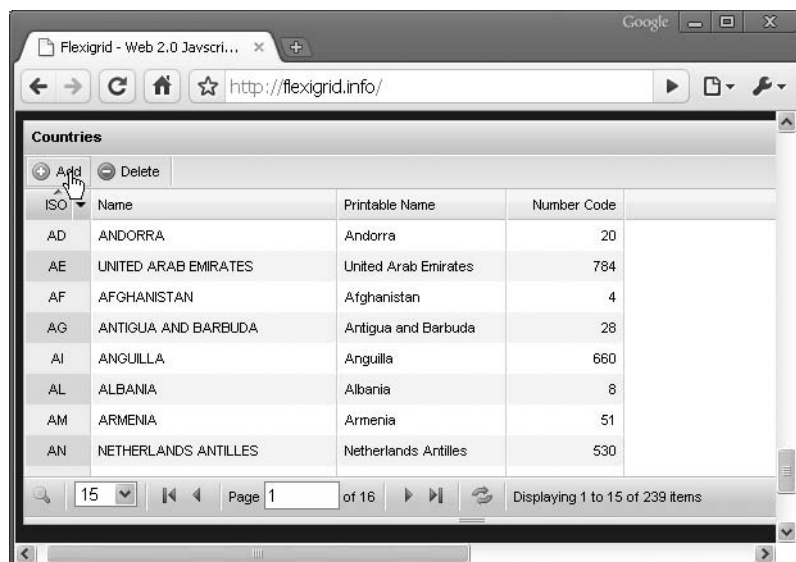 Google
Flexigrid - Web 2.0 Javscri...
http://flexigrid.info/
Countries
Add Delete
ISO Name Printable Name Number Code
AD ANDORRA Andorra 20
AE UNITED ARAB EMIRATES United Arab Emirates 784
AF AFGHANISTAN Afghanistan 4
AG ANTIGUA AND BARBUDA Antigua and Barbuda 28
AI ANGUILLA Anguilla 660
AL ALBANIA Albania 8
AM ARMENIA Armenia 51
AN NETHERLANDS ANTILLES Netherlands Antilles 530
15 Page 1 of 16 Displaying 1 to 15 of 239 items